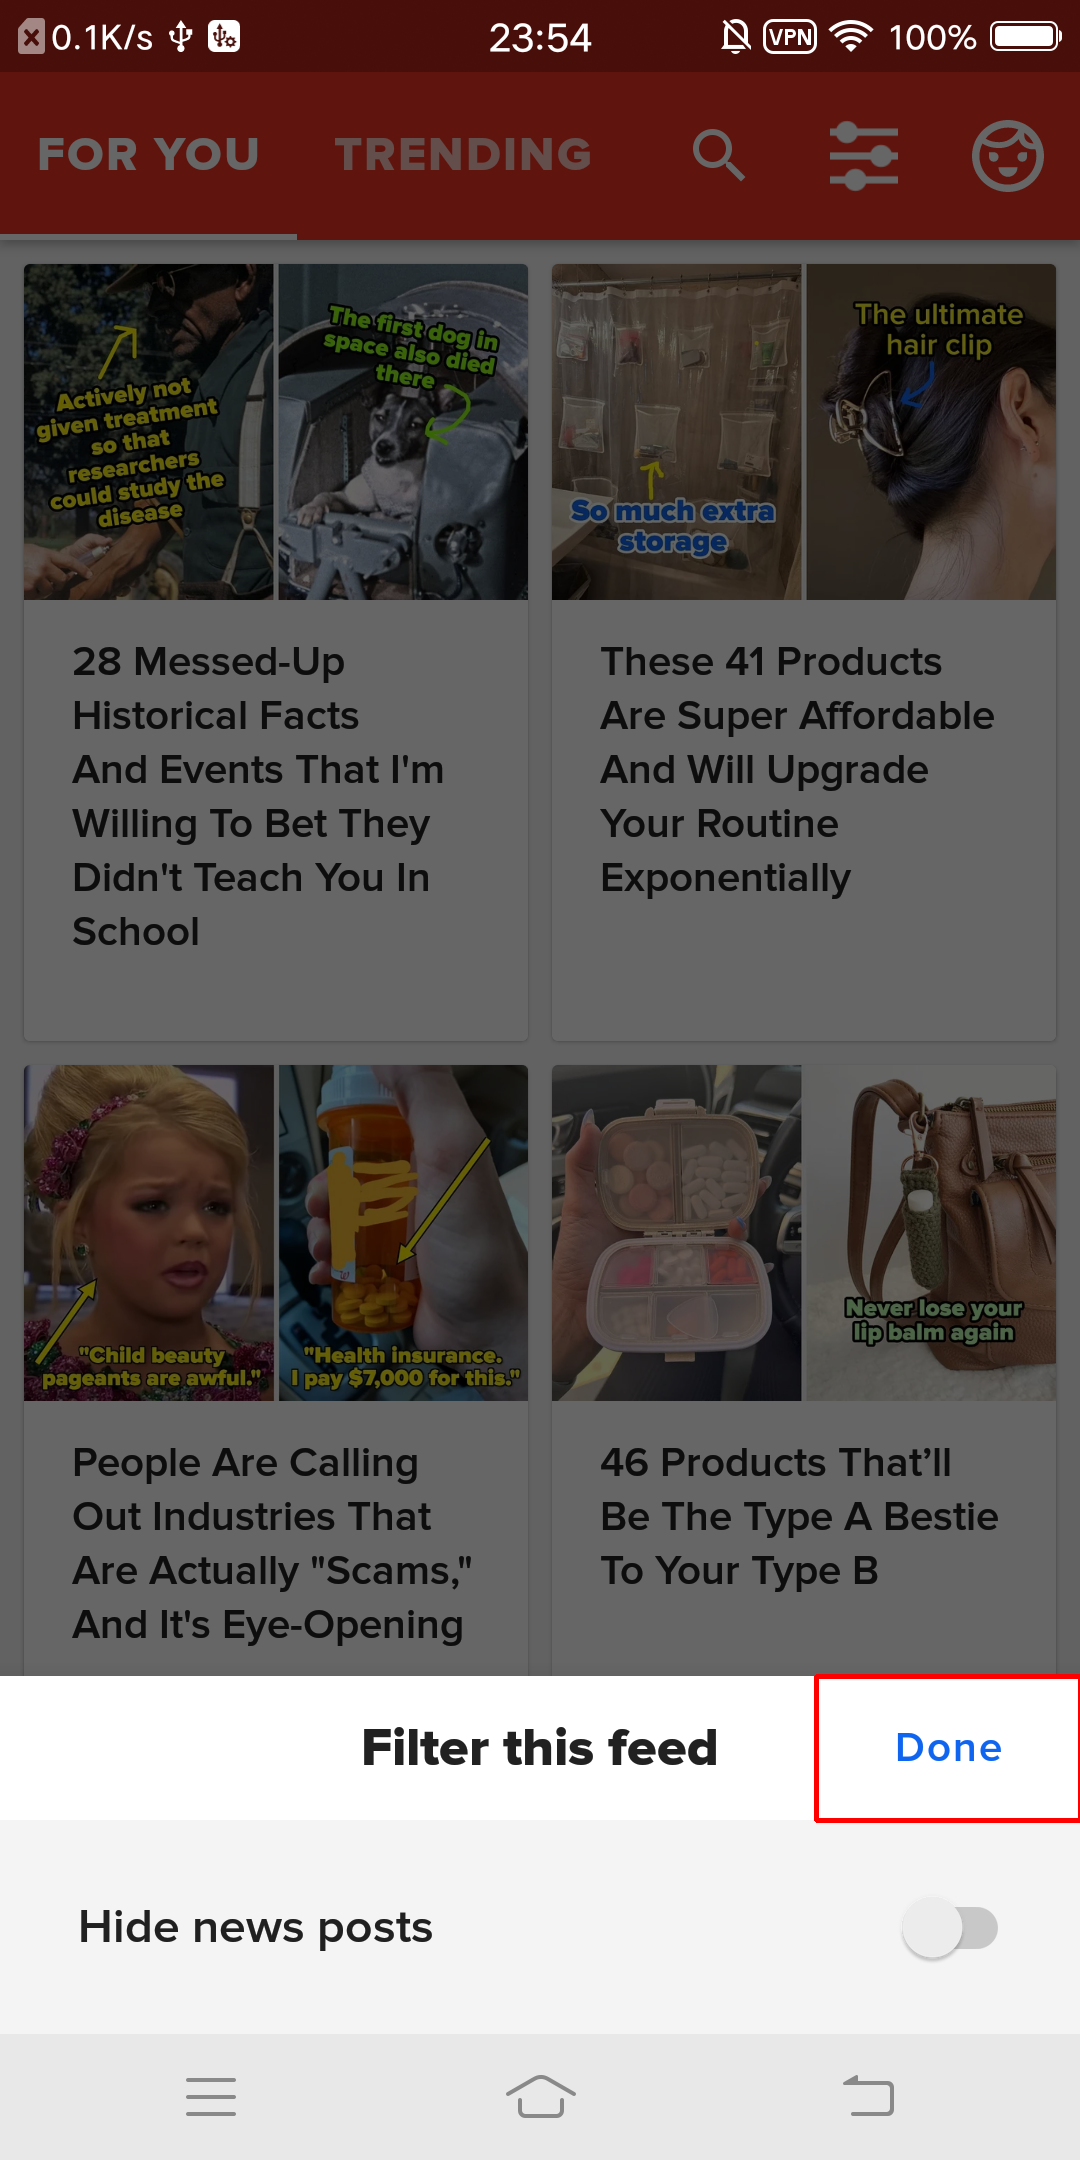 0.1K/s
23:54
VPN
100%
FOR YOU
TRENDING
Actively not
given treatment
so that
researchers
could study the
disease
The first dog in
space also died
there
So much extra
storage
The ultimate
hair clip
28 Messed-Up
Historical Facts
And Events That I'm
Willing To Bet They
Didn't Teach You In
School
These 41 Products
Are Super Affordable
And Will Upgrade
Your Routine
Exponentially
"Child beauty
pageants are awful."
"Health insurance.
I pay $7,000 for this."
Never lose your
lip balm again
People Are Calling
Out Industries That
Are Actually "Scams,"
And It's Eye-Opening
46 Products That’ll
Be The Type A Bestie
To Your Type B
Filter this feed
Done
Hide news posts